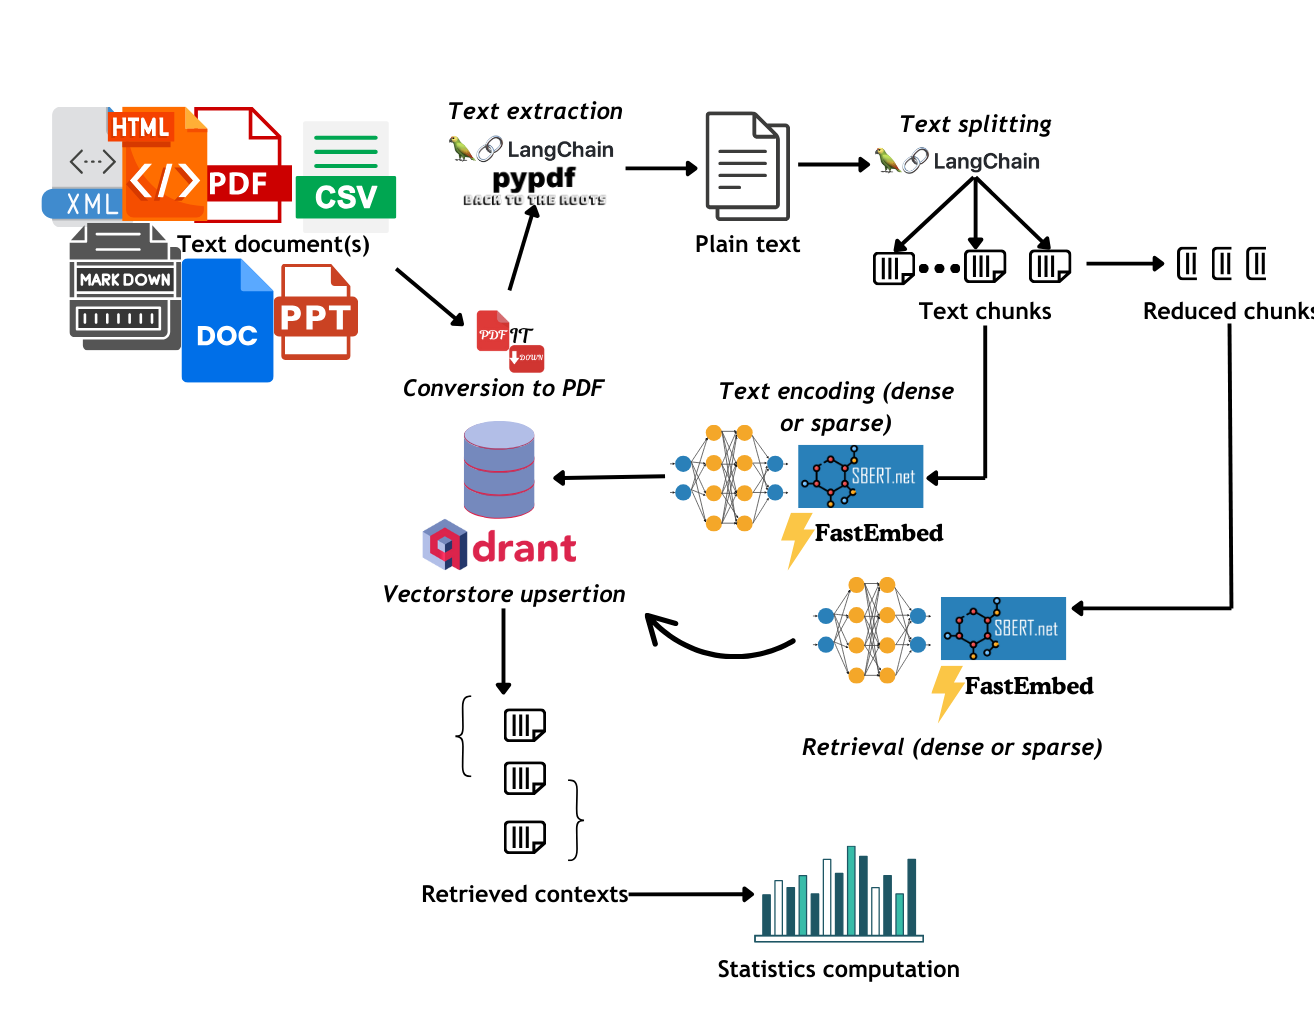 HTML
PDF
XML
CSV
Text document(s)
MARK DOWN
DOC
PPT
Text extraction
LangChain
pypdf
BACK TO THE ROOTS
Plain text
Text splitting
LangChain
Text chunks
Reduced chunks
PDF IT
DOWN
Conversion to PDF
Text encoding (dense
or sparse)
SBERT.net
FastEmbed
qdrant
Vectorstore upsertion
SBERT.net
FastEmbed
Retrieval (dense or sparse)
Retrieved contexts
Statistics computation